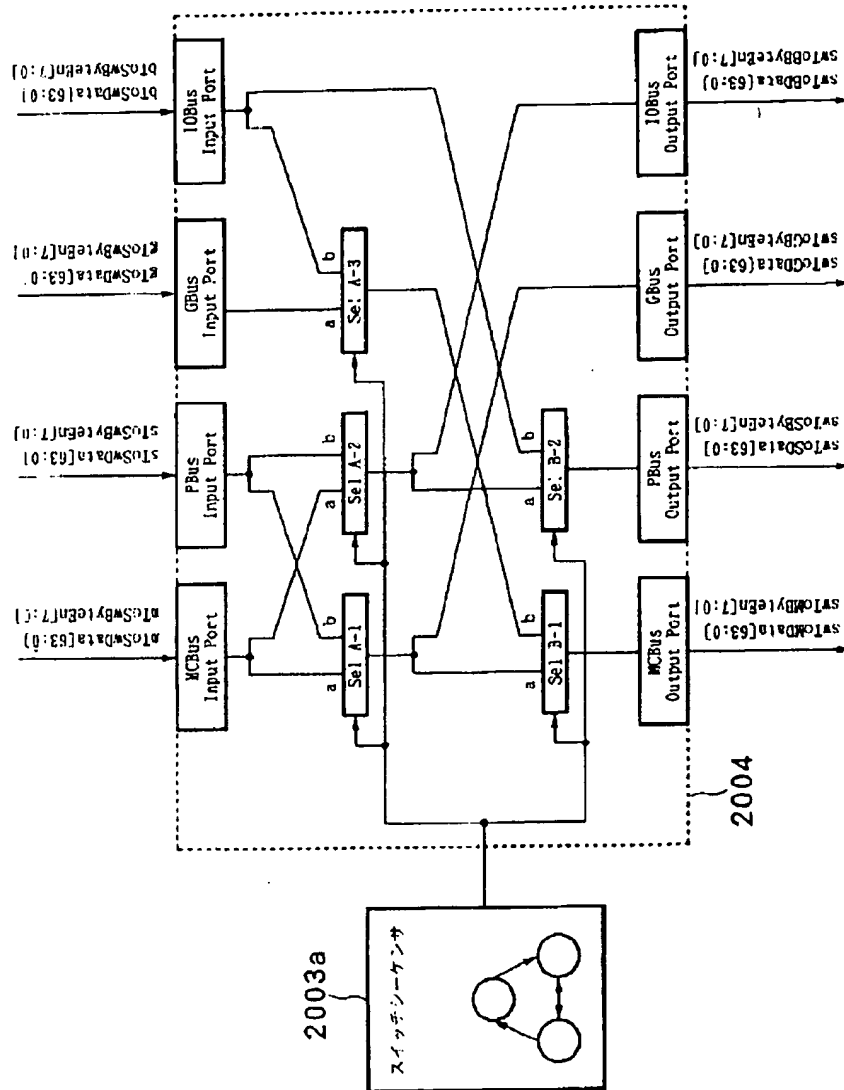 bToSwByteEn[7:0]
bToSwData[63:0]
IOBus
Input Port
gToSwByteEn[7:0]
gToSwData[63:0]
GBus
Input Port
sToSwByteEn[7:0]
sToSwData[63:0]
PBus
Input Port
mToSwByteEn[7:0]
mToSwData[63:0]
MCBus
Input Port
a
b
Sel A-3
a
b
Sel A-2
a
b
Sel A-1
a
b
Sel B-2
a
b
Sel B-1
IOBus
Output Port
swToBByteEn[7:0]
swToBData[63:0]
GBus
Output Port
swToGByteEn[7:0]
swToGData[63:0]
PBus
Output Port
swToSByteEn[7:0]
swToSData[63:0]
MCBus
Output Port
swToMByteEn[7:0]
swToMData[63:0]
2004
2003a
スイッチシーケンサ